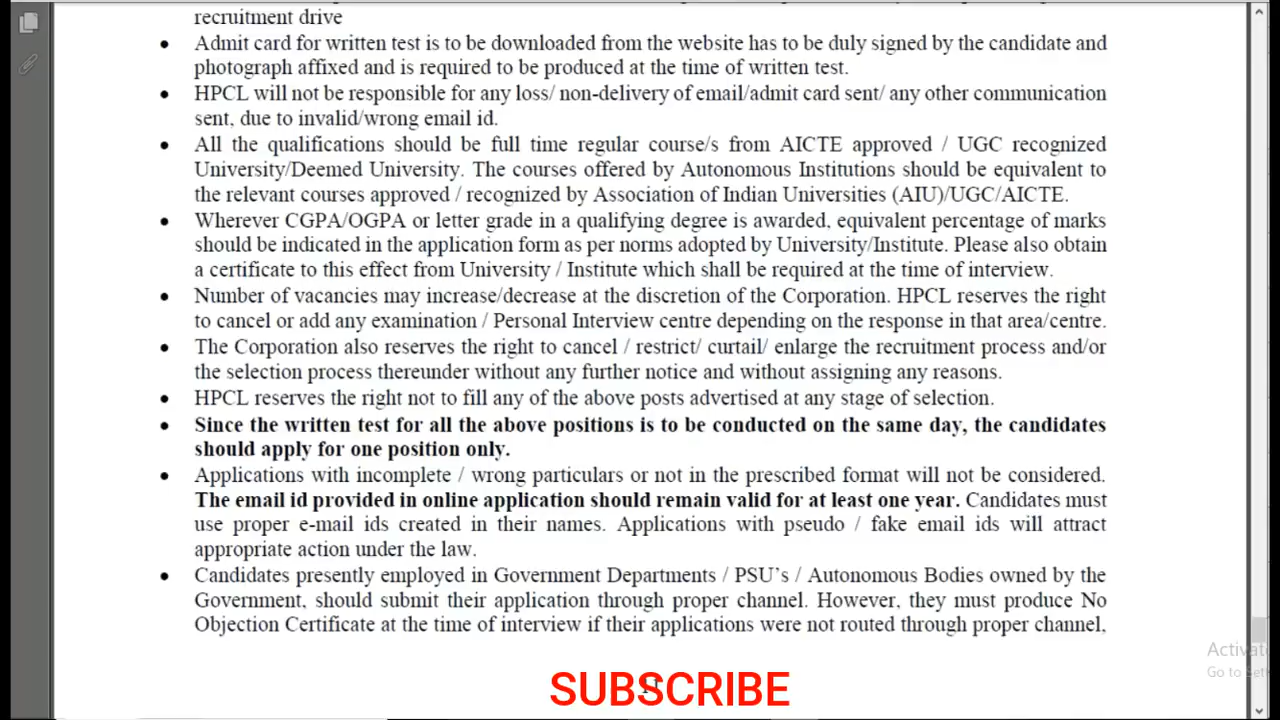 recruitment drive
• Admit card for written test is to be downloaded from the website has to be duly signed by the candidate and
photograph affixed and is required to be produced at the time of written test.
• HPCL will not be responsible for any loss/ non-delivery of email/admit card sent/ any other communication
sent, due to invalid/wrong email id.
• All the qualifications should be full time regular course/s from AICTE approved / UGC recognized
University/Deemed University. The courses offered by Autonomous Institutions should be equivalent to
the relevant courses approved / recognized by Association of Indian Universities (AIU)/UGC/AICTE.
• Wherever CGPA/OGPA or letter grade in a qualifying degree is awarded, equivalent percentage of marks
should be indicated in the application form as per norms adopted by University/Institute. Please also obtain
a certificate to this effect from University / Institute which shall be required at the time of interview.
• Number of vacancies may increase/decrease at the discretion of the Corporation. HPCL reserves the right
to cancel or add any examination / Personal Interview centre depending on the response in that area/centre.
• The Corporation also reserves the right to cancel / restrict/ curtail/ enlarge the recruitment process and/or
the selection process thereunder without any further notice and without assigning any reasons.
• HPCL reserves the right not to fill any of the above posts advertised at any stage of selection.
• Since the written test for all the above positions is to be conducted on the same day, the candidates
should apply for one position only.
• Applications with incomplete / wrong particulars or not in the prescribed format will not be considered.
The email id provided in online application should remain valid for at least one year. Candidates must
use proper e-mail ids created in their names. Applications with pseudo / fake email ids will attract
appropriate action under the law.
• Candidates presently employed in Government Departments / PSU's / Autonomous Bodies owned by the
Government, should submit their application through proper channel. However, they must produce No
Objection Certificate at the time of interview if their applications were not routed through proper channel,
Activat
Go to Sett
SUBSCRIBE